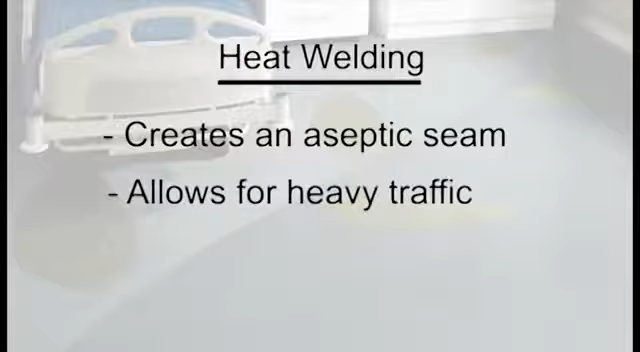 Heat Welding
- Creates an aseptic seam
- Allows for heavy traffic